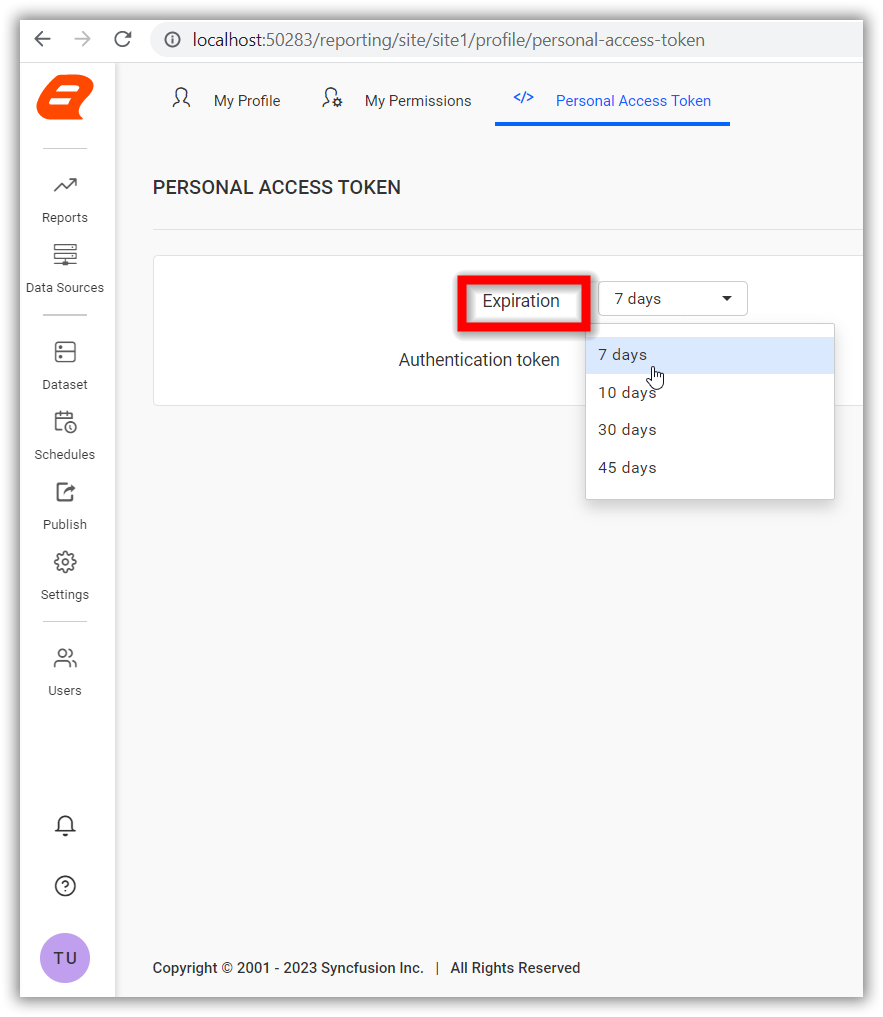 localhost:50283/reporting/site/site1/profile/personal-access-token
My Profile
My Permissions
</> Personal Access Token
PERSONAL ACCESS TOKEN
Reports
Data Sources
Dataset
Schedules
Publish
Settings
Users
TU
Expiration
7 days
Authentication token
7 days
10 days
30 days
45 days
Copyright © 2001 - 2023 Syncfusion Inc. | All Rights Reserved